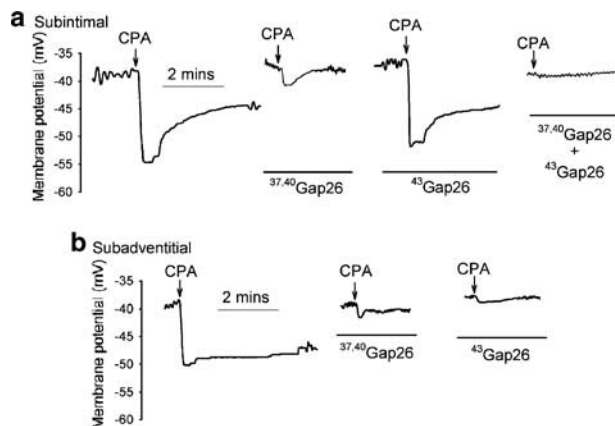 a Subintimal
Membrane potential (mV)
-35
-40
-45
-50
-55
-60
CPA
2 mins
CPA
37,40Gap26
CPA
43Gap26
CPA
37,40Gap26
+
43Gap26
b Subadventitial
Membrane potential (mV)
-35
-40
-45
-50
-55
-60
CPA
2 mins
CPA
37,40Gap26
CPA
43Gap26